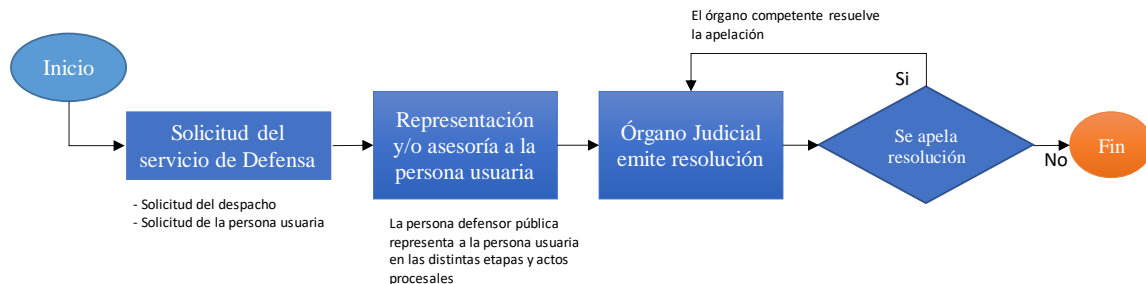 El órgano competente resuelve
la apelación
Inicio
Si
Solicitud del
servicio de Defensa
Representación
y/o asesoría a la
persona usuaria
Órgano Judicial
emite resolución
Se apela
resolución
No
Fin
- Solicitud del despacho
- Solicitud de la persona usuaria
La persona defensor pública
representa a la persona usuaria
en las distintas etapas y actos
procesales